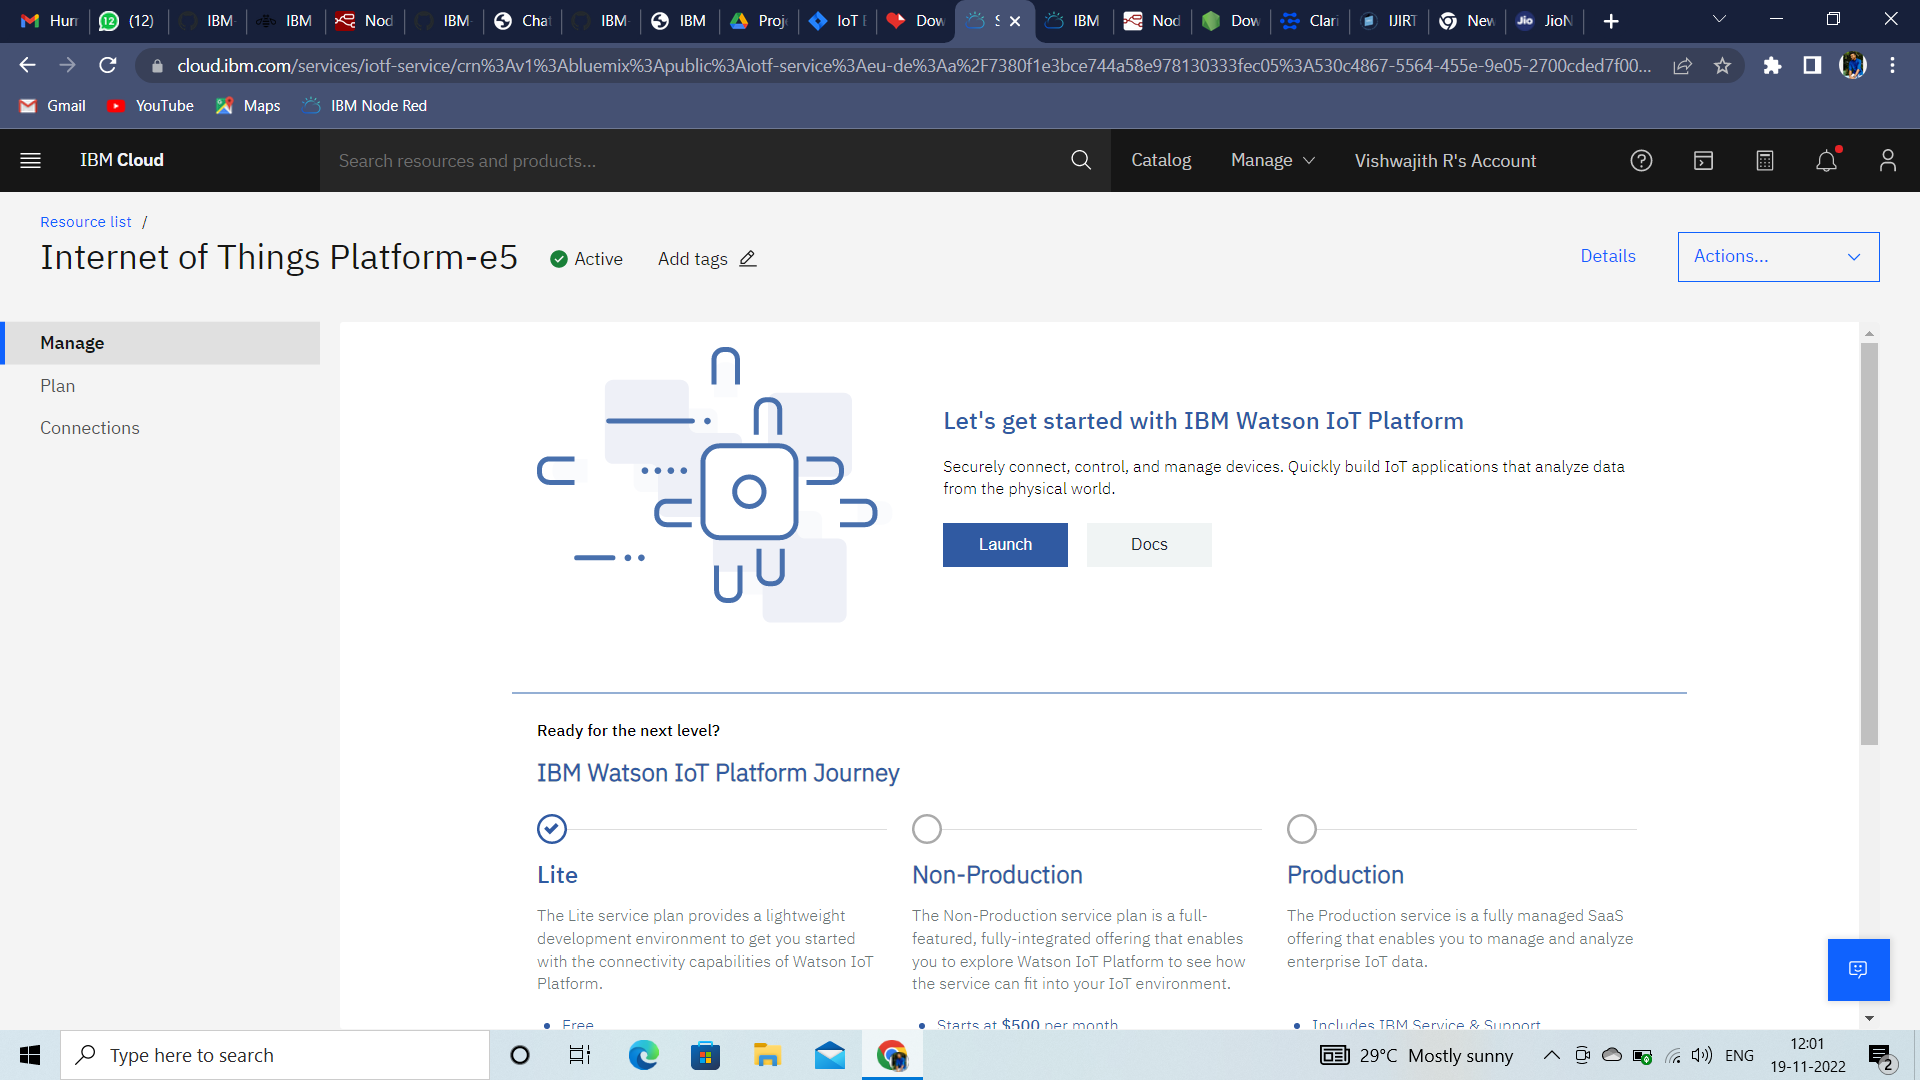 Hur
(12)
IBM
IBM
Nod
IBM
Chat
IBM
IBM
Proj
IoT E
Dow
S
IBM
Nod
Dow
Clari
IJIRT
New
JioN
cloud.ibm.com/services/iotf-service/crn%3Av1%3Abluemix%3Apublic%3Aiotf-service%3Aeu-de%3Aa%2F7380f1e3bce744a58e978130333fec05%3A530c4867-5564-455e-9e05-2700cded7f00...
Gmail
YouTube
Maps
IBM Node Red
IBM Cloud
Search resources and products...
Catalog
Manage
Vishwajith R's Account
Resource list /
Internet of Things Platform-e5
Active
Add tags
Details
Actions...
Manage
Plan
Connections
Let's get started with IBM Watson IoT Platform
Securely connect, control, and manage devices. Quickly build IoT applications that analyze data
from the physical world.
Launch
Docs
Ready for the next level?
IBM Watson IoT Platform Journey
Lite
The Lite service plan provides a lightweight
development environment to get you started
with the connectivity capabilities of Watson IoT
Platform.
Free
Non-Production
The Non-Production service plan is a full-
featured, fully-integrated offering that enables
you to explore Watson IoT Platform to see how
the service can fit into your IoT environment.
Starts at $500 per month
Production
The Production service is a fully managed SaaS
offering that enables you to manage and analyze
enterprise IoT data.
Includes IBM Service & Support
Type here to search
29°C Mostly sunny
ENG
12:01
19-11-2022
2